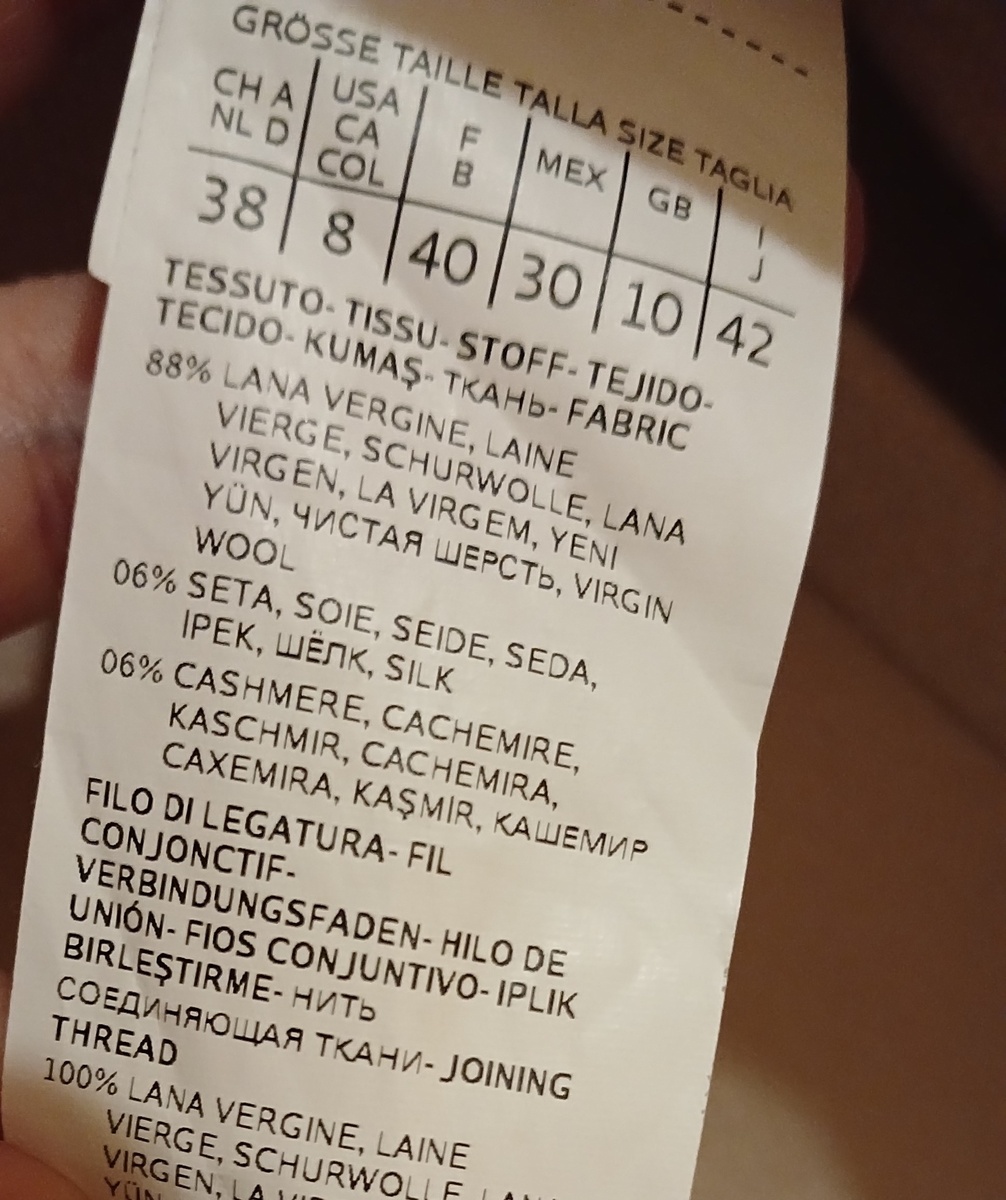 GRÖSSE TAILLE TALLA SIZE TAGLIA
CH A USA F MEX GB I
NL D CA B J
COL
38 8 40 30 10 42
TESSUTO- TISSU- STOFF- TEJIDO-
TECIDO- KUMAŞ- ТКАНЬ- FABRIC
88% LANA VERGINE, LAINE
VIERGE, SCHURWOLLE, LANA
VIRGEN, LA VIRGEM, YENI
YÜN, ЧИСТАЯ ШЕРСТЬ, VIRGIN
WOOL
06% SETA, SOIE, SEIDE, SEDA,
IPEK, ШЁЛК, SILK
06% CASHMERE, CACHEMIRE,
KASCHMIR, CACHEMIRA,
CAXEMIRA, KAŞMIR, КАШЕМИР
FILO DI LEGATURA- FIL
CONJONCTIF-
VERBINDUNGSFADEN- HILO DE
UNIÓN- FIOS CONJUNTIVO- IPLIK
BIRLEŞTIRME- НИТЬ
СОЕДИНЯЮЩАЯ ТКАНИ- JOINING
THREAD
100% LANA VERGINE, LAINE
VIERGE, SCHURWOLLE, LANA
VIRGEN, LA
YÜN